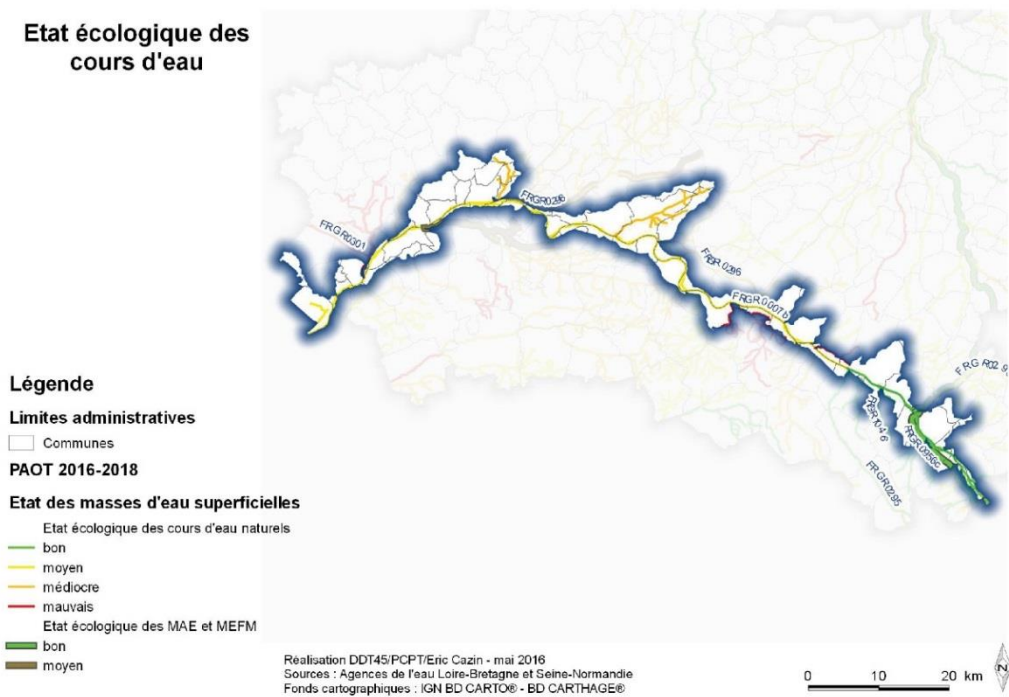 Etat écologique des
cours d'eau
FRGR0301
FRGR0296
FRGR0007b
FRGR0956c
FRGR0295
Légende
Limites administratives
Communes
PAOT 2016-2018
Etat des masses d'eau superficielles
Etat écologique des cours d'eau naturels
bon
moyen
médiocre
mauvais
Etat écologique des MAE et MEFM
bon
moyen
Réalisation DDT45/PCPT/Eric Cazin - mai 2016
Sources : Agences de l'eau Loire-Bretagne et Seine-Normandie
Fonds cartographiques : IGN BD CARTO® - BD CARTHAGE®
0 10 20 km
N